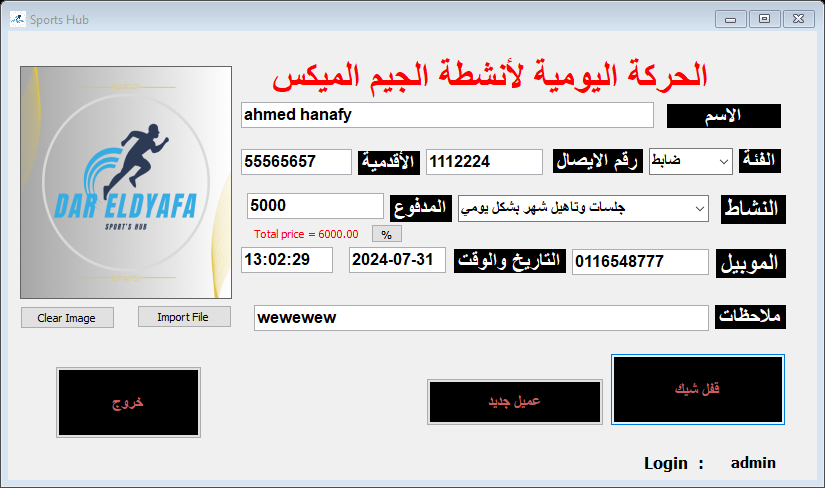 Sports Hub
الحركة اليومية لأنشطة الجيم الميكس
الاسم
ahmed hanafy
الفئة
ضابط
رقم الايصال
1112224
الأقدمية
55565657
النشاط
جلسات وتاهيل شهر بشكل يومي
المدفوع
5000
Total price = 6000.00
%
الموبيل
0116548777
التاريخ والوقت
2024-07-31
13:02:29
ملاحظات
wewewew
DAR ELDYAFA
SPORT'S HUB
Clear Image
Import File
قفل شيك
عميل جديد
خروج
Login :
admin